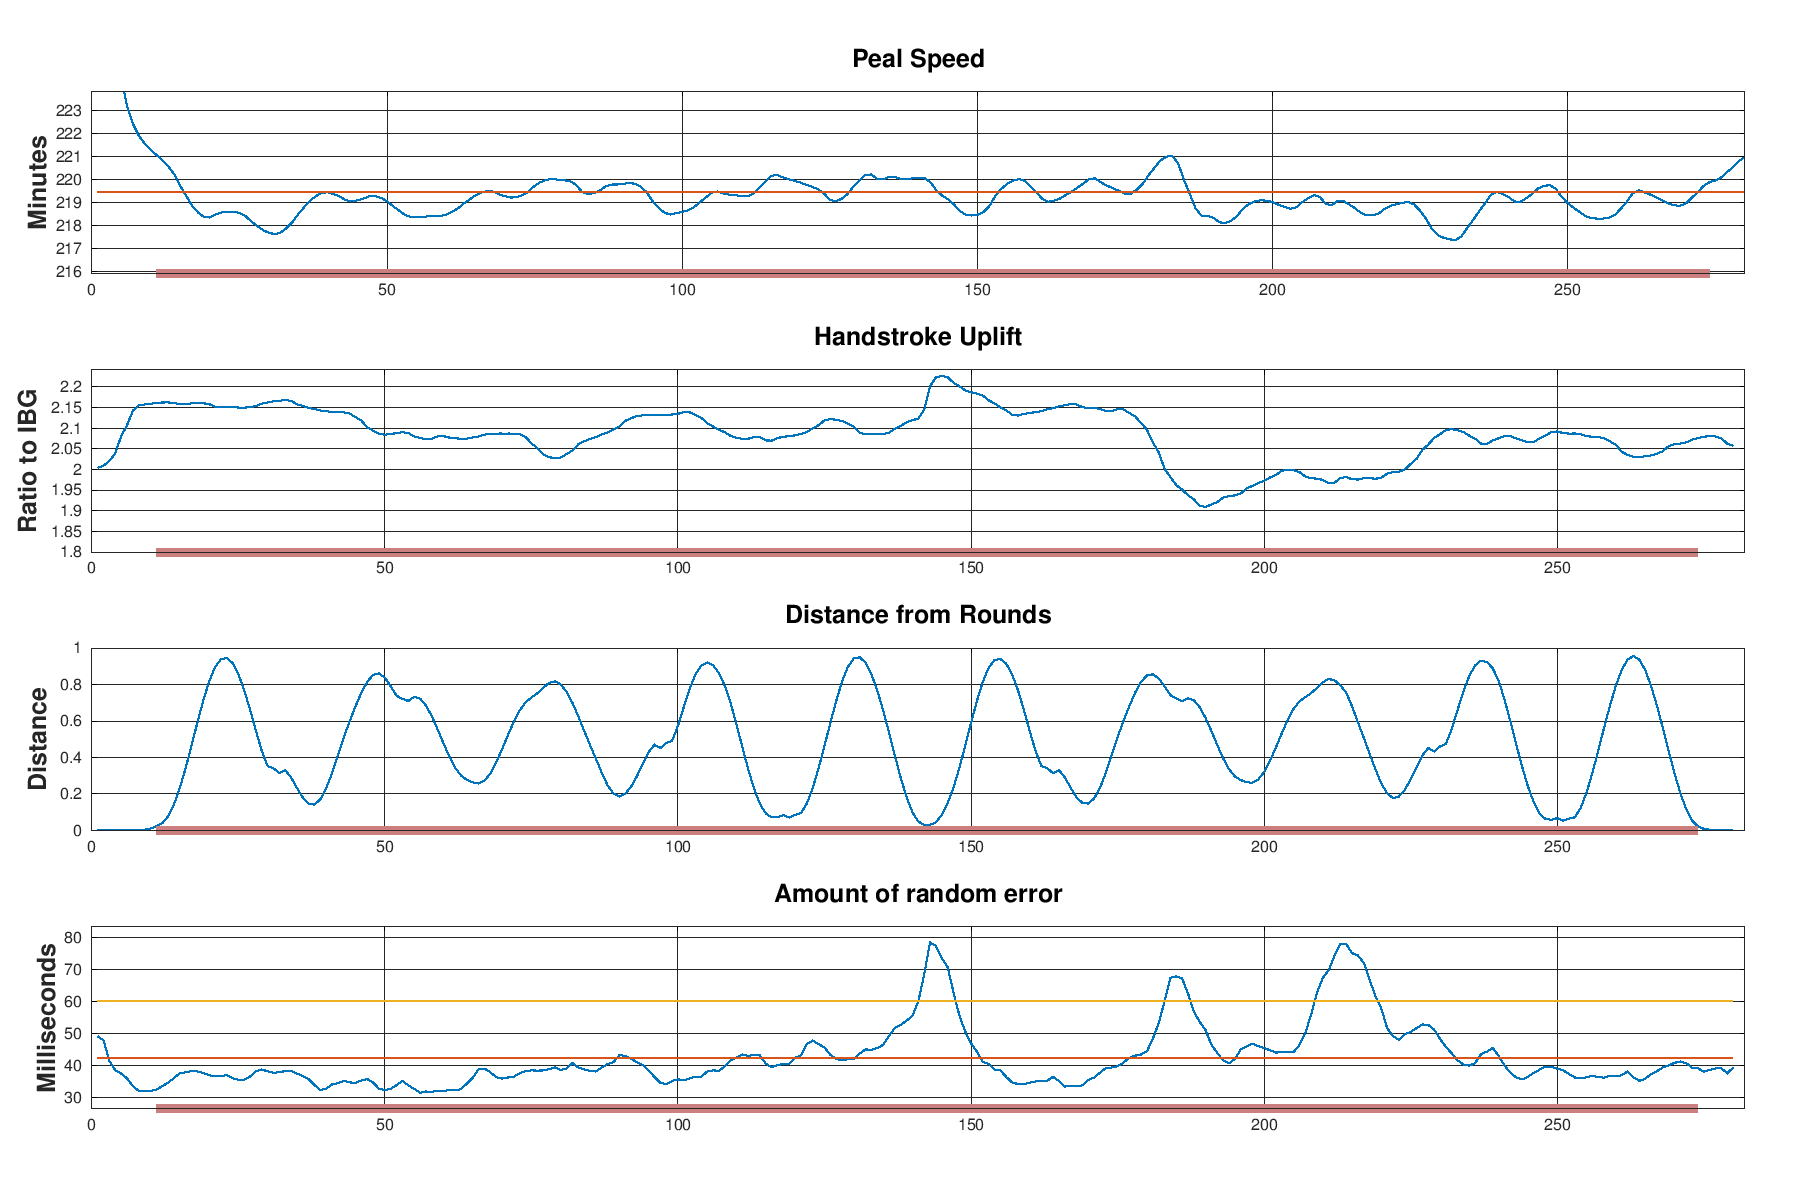 Peal Speed
Minutes
223
222
221
220
219
218
217
216
0 50 100 150 200 250
Handstroke Uplift
Ratio to IBG
2.2
2.15
2.1
2.05
2
1.95
1.9
1.85
1.8
0 50 100 150 200 250
Distance from Rounds
Distance
1
0.8
0.6
0.4
0.2
0
0 50 100 150 200 250
Amount of random error
Milliseconds
80
70
60
50
40
30
0 50 100 150 200 250